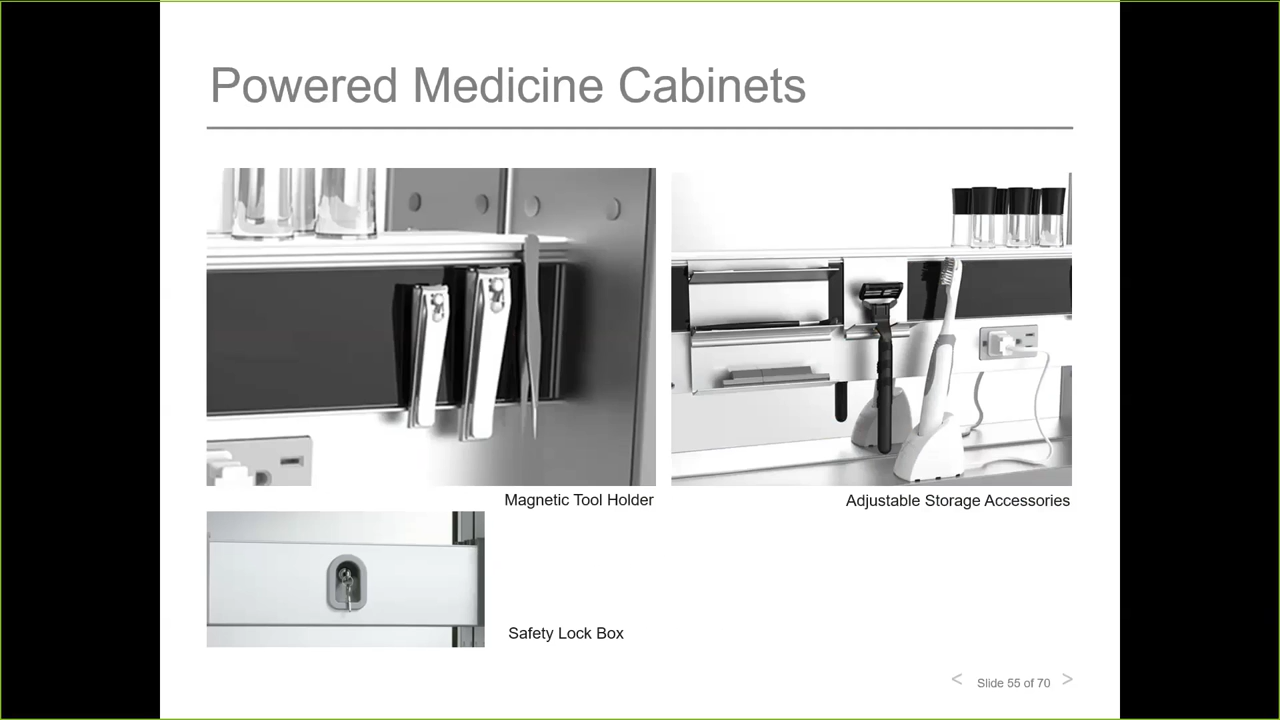 Powered Medicine Cabinets
Magnetic Tool Holder
Adjustable Storage Accessories
Safety Lock Box
< Slide 55 of 70 >